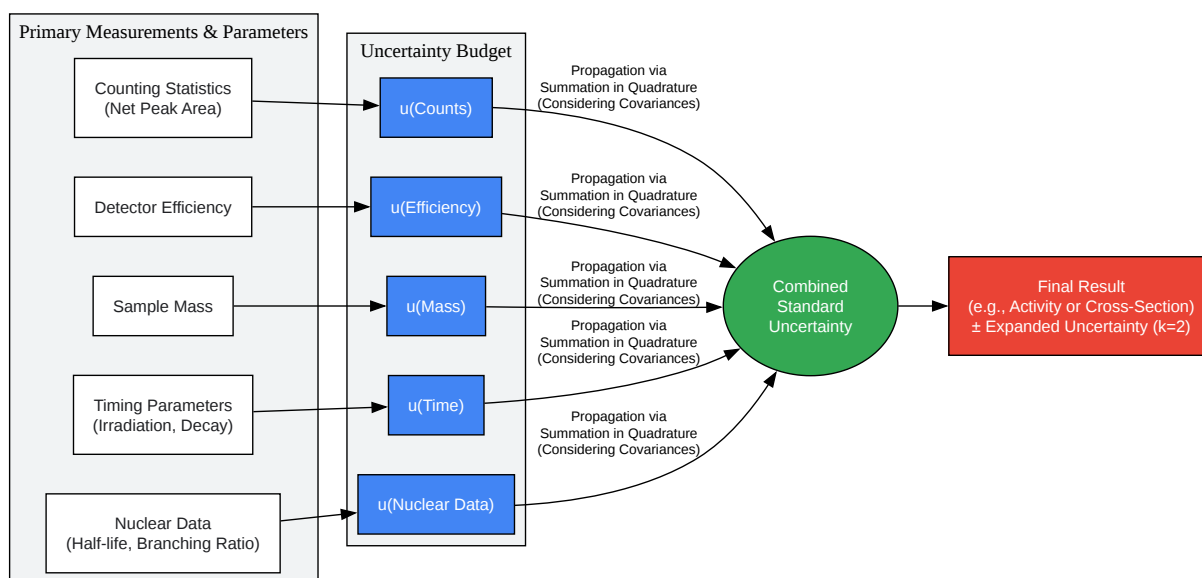 Primary Measurements & Parameters
Counting Statistics
(Net Peak Area)
Detector Efficiency
Sample Mass
Timing Parameters
(Irradiation, Decay)
Nuclear Data
(Half-life, Branching Ratio)
Uncertainty Budget
u(Counts)
u(Efficiency)
u(Mass)
u(Time)
u(Nuclear Data)
Propagation via
Summation in Quadrature
(Considering Covariances)
Propagation via
Summation in Quadrature
(Considering Covariances)
Propagation via
Summation in Quadrature
(Considering Covariances)
Propagation via
Summation in Quadrature
(Considering Covariances)
Propagation via
Summation in Quadrature
(Considering Covariances)
Combined
Standard
Uncertainty
Final Result
(e.g., Activity or Cross-Section)
± Expanded Uncertainty (k=2)